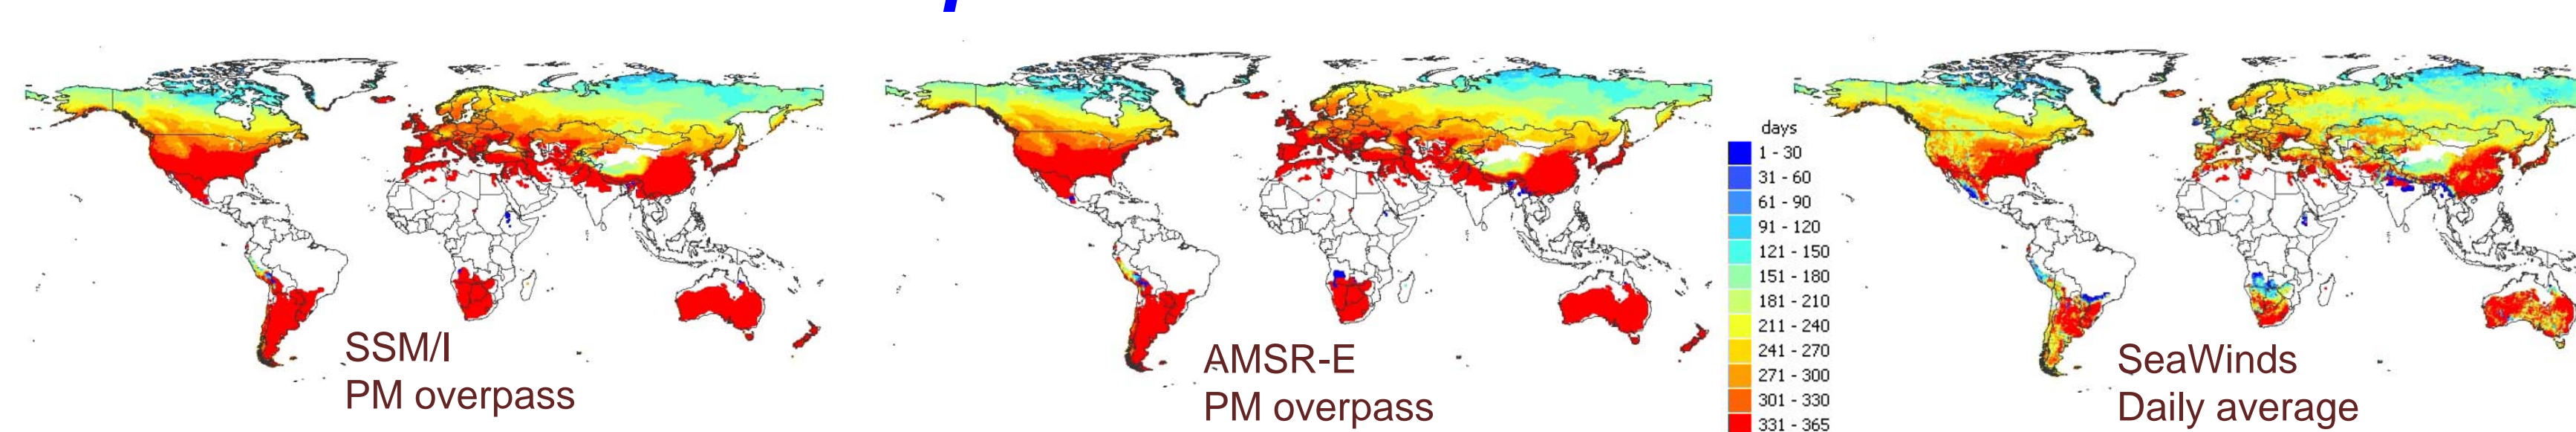 SSM/I
PM overpass
AMSR-E
PM overpass
days
1 - 30
31 - 60
61 - 90
91 - 120
121 - 150
151 - 180
181 - 210
211 - 240
241 - 270
271 - 300
301 - 330
331 - 365
SeaWinds
Daily average